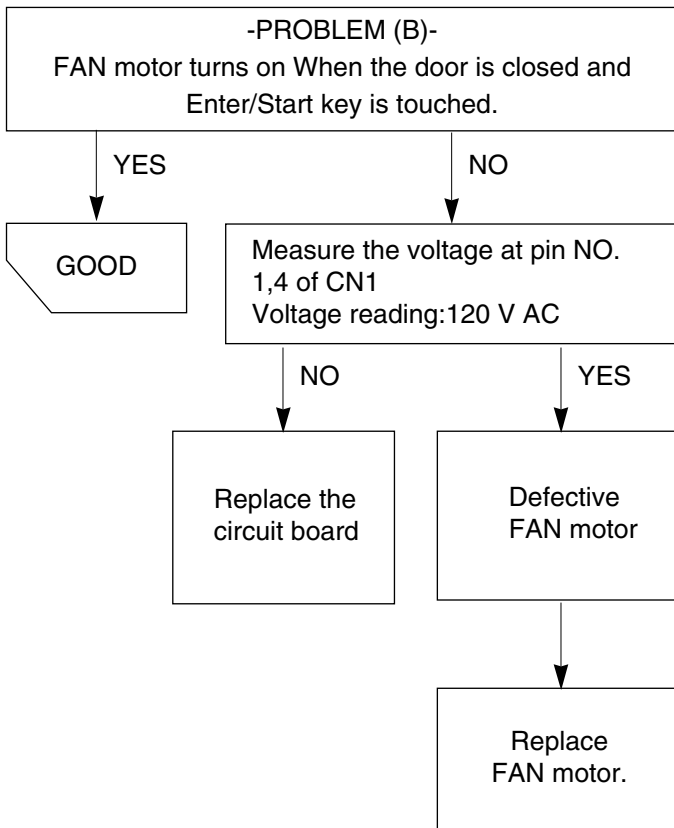 -PROBLEM (B)-
FAN motor turns on When the door is closed and
Enter/Start key is touched.
YES
NO
GOOD
Measure the voltage at pin NO.
1,4 of CN1
Voltage reading:120 V AC
NO
YES
Replace the
circuit board
Defective
FAN motor
Replace
FAN motor.